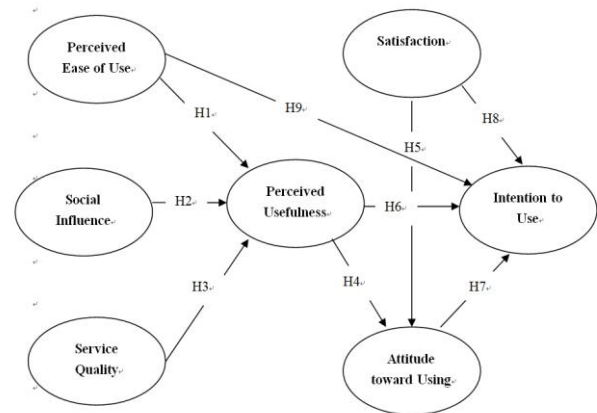 Perceived
Ease of Use
Satisfaction
H1
H9
H8
H5
Social
Influence
H2
Perceived
Usefulness
H6
Intention to
Use
H3
H4
H7
Service
Quality
Attitude
toward Using